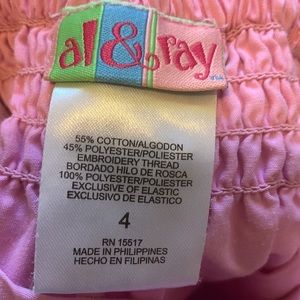 al&ray
55% COTTON/ALGODON
45% POLYESTER/POLIESTER
EMBROIDERY THREAD
BORDADO HILO DE ROSCA
100% POLYESTER/POLIESTER
EXCLUSIVE OF ELASTIC
EXCLUSIVO DE ELASTICO
4
RN 15517
MADE IN PHILIPPINES
HECHO EN FILIPINAS